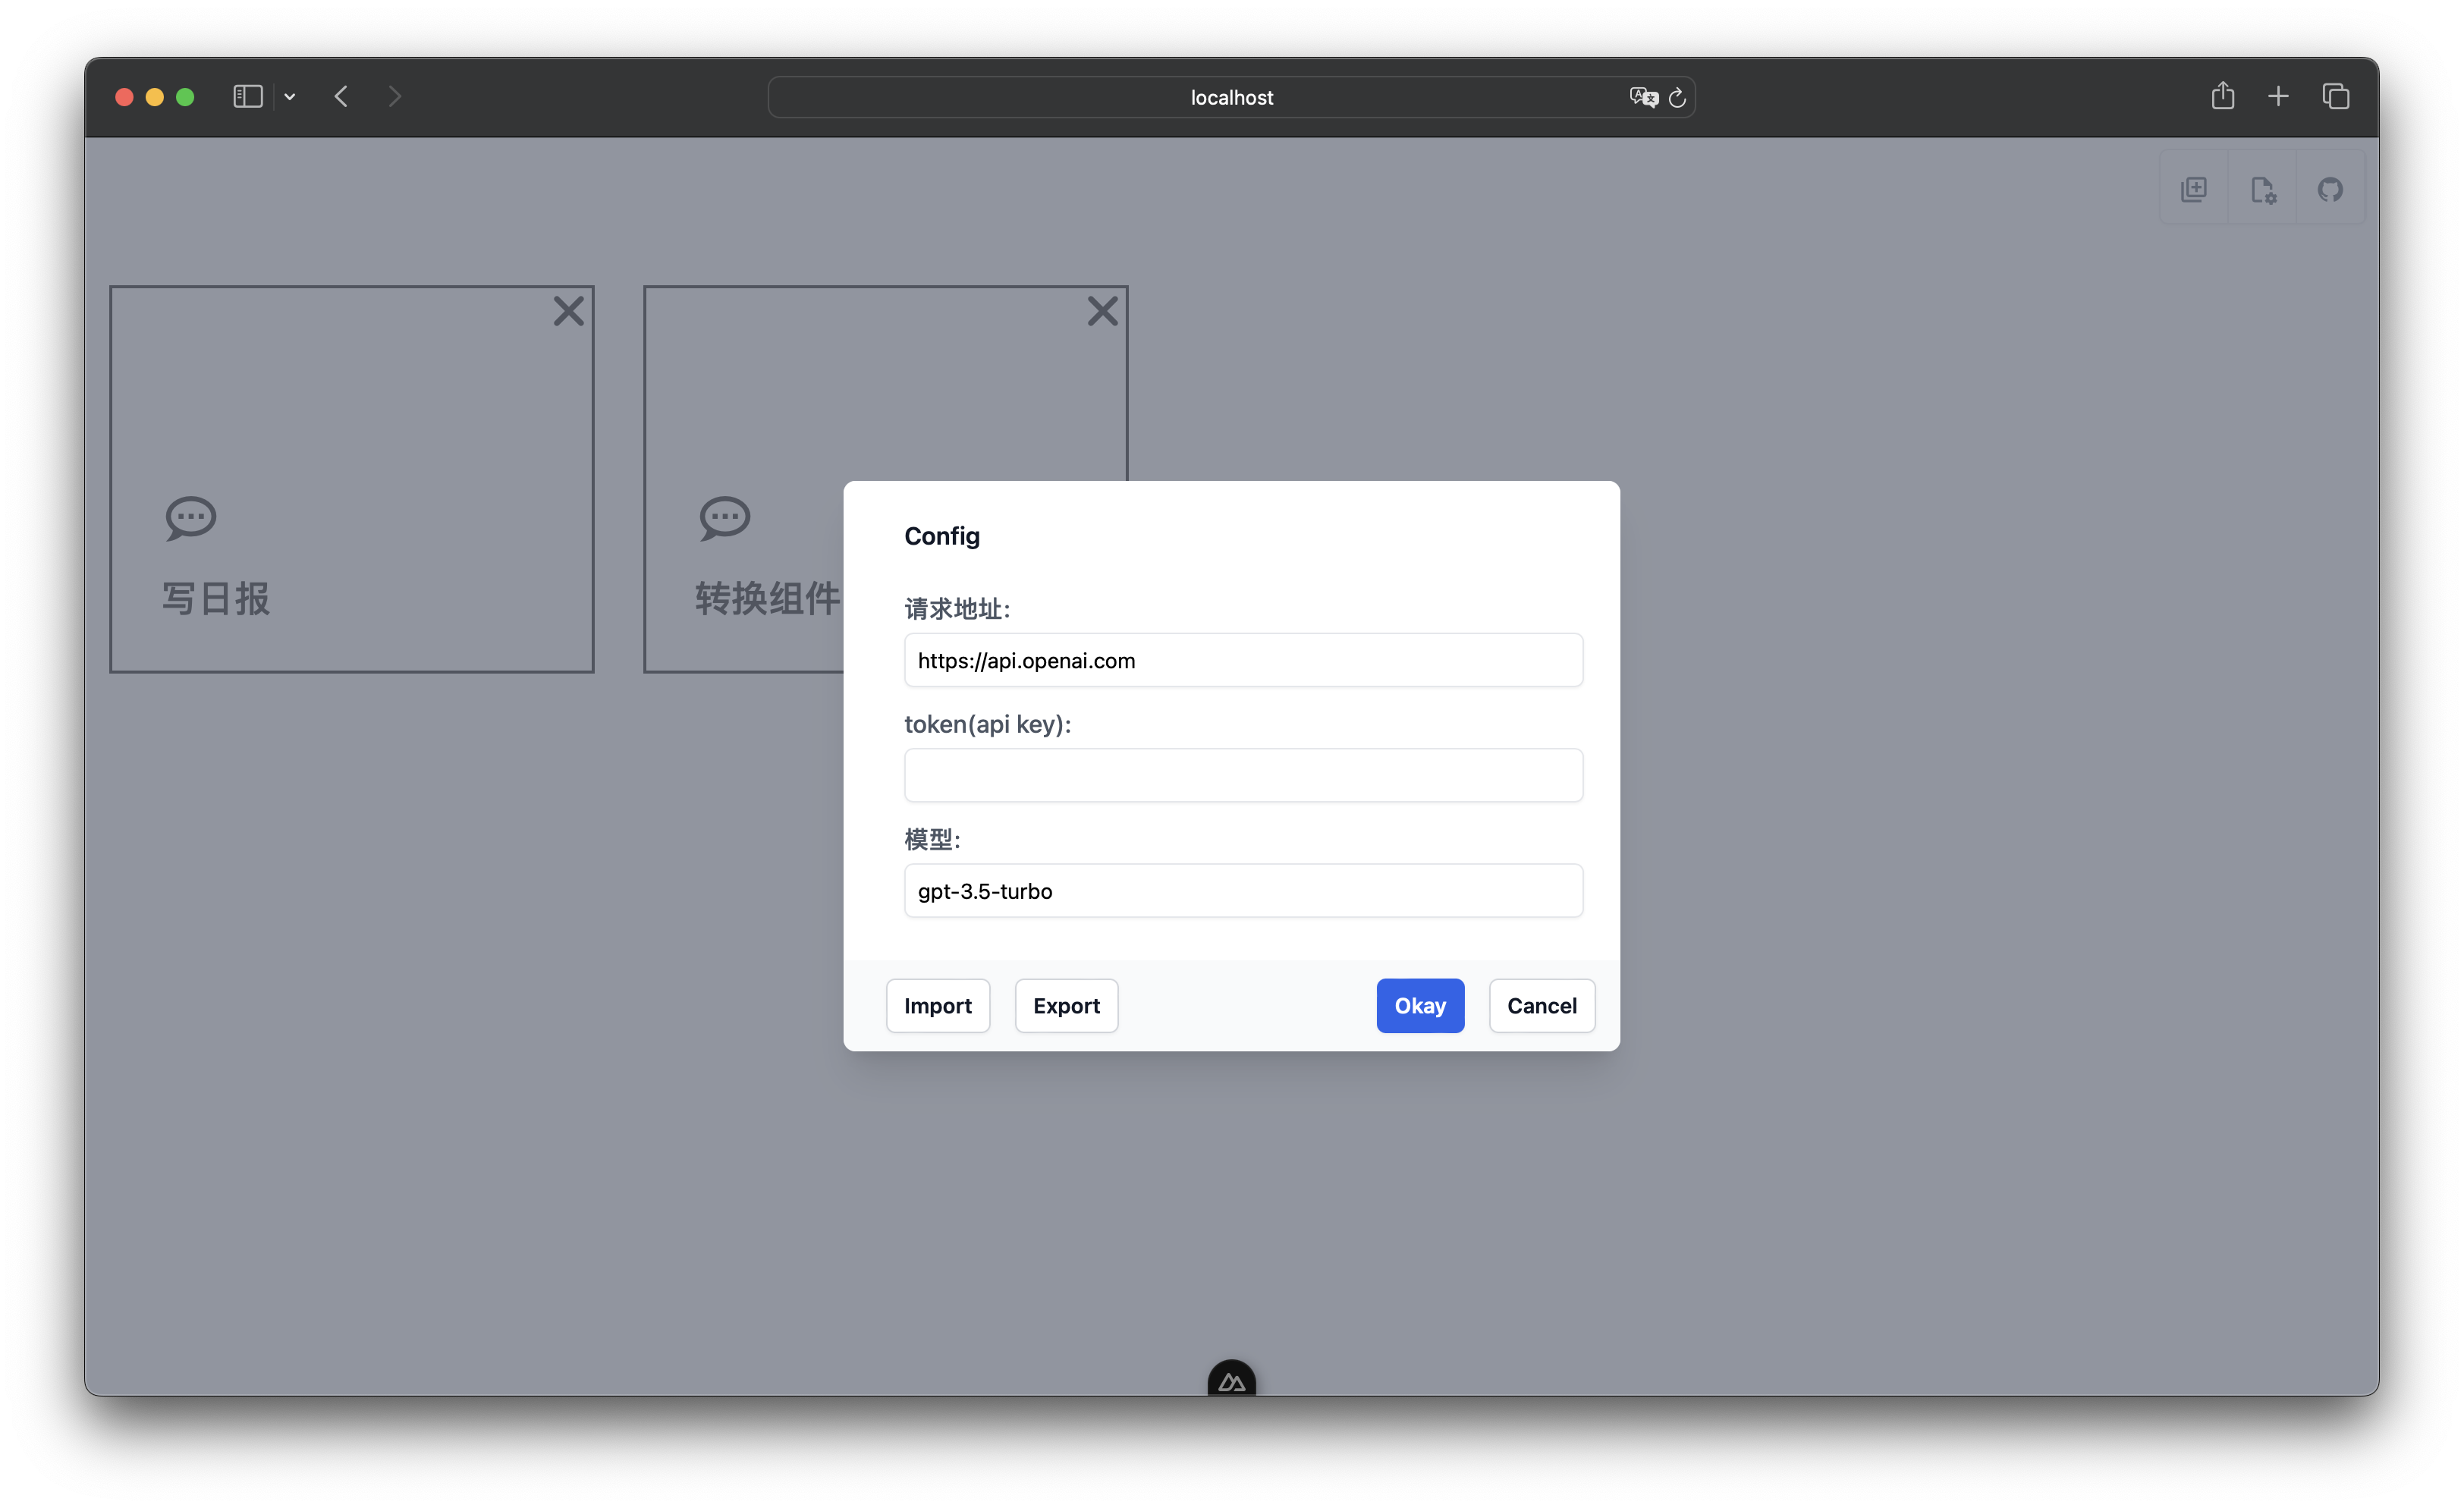 localhost
写日报
转换组件
Config
请求地址:
https://api.openai.com
token(api key):
模型:
gpt-3.5-turbo
Import
Export
Okay
Cancel